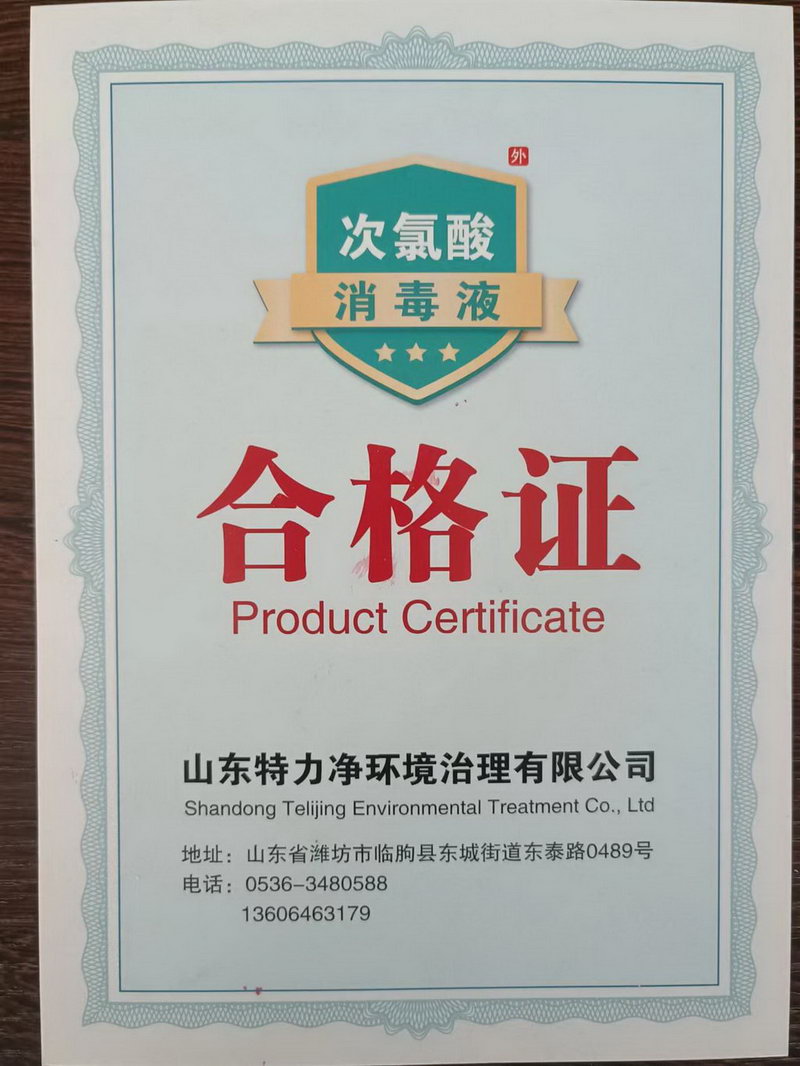 外
次氯酸
消毒液
合格证
Product Certificate
山东特力净环境治理有限公司
Shandong Telijing Environmental Treatment Co., Ltd
地址：山东省潍坊市临朐县东城街道东泰路0489号
电话：0536-3480588
13606463179